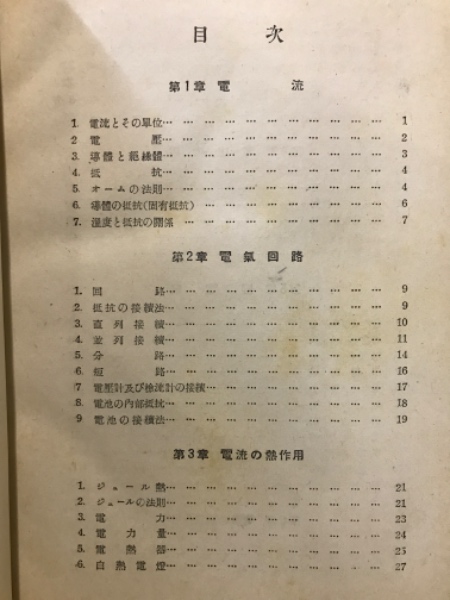 目次
第1章 電流
1. 電流とその單位… 1
2 電壓… 2
3. 導體と絕緣體… 3
4. 抵抗… 4
5. オームの法則… 4
6. 導體の抵抗(固有抵抗) … 6
7. 溫度と抵抗の關係 … 7
第2章 電氣回路
1. 回路… 9
2. 抵抗の接續法… 9
3. 直列接續… 10
4. 並列接續… 11
5. 分路… 14
6. 短路… 16
7 電壓計及び檢流計の接續… 17
8. 電池の內部抵抗… 18
9 電池の接續法… 19
第3章 電流の熱作用
1. ジュール熱… 21
2. ジュールの法則… 21
3. 電力… 23
4. 電力量… 24
5. 電熱器… 25
6. 白熱電燈… 27